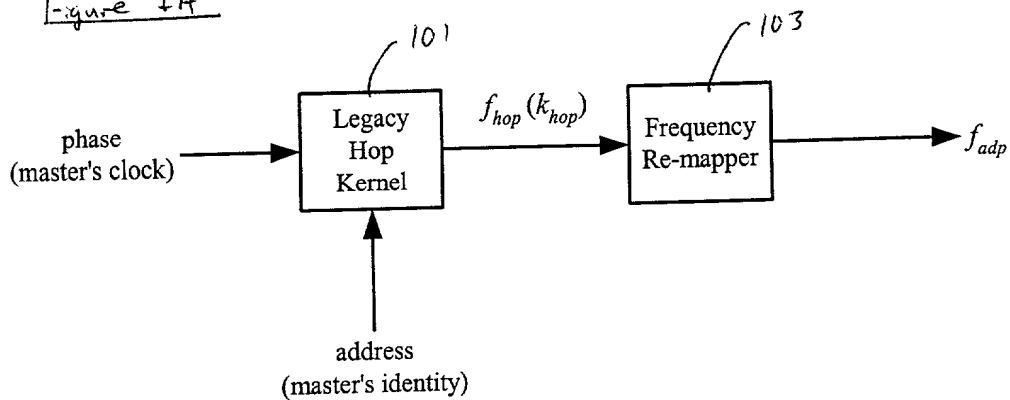 Figure 1A
101
103
phase
(master's clock)
Legacy
Hop
Kernel
f_hop (k_hop)
Frequency
Re-mapper
f_adp
address
(master's identity)